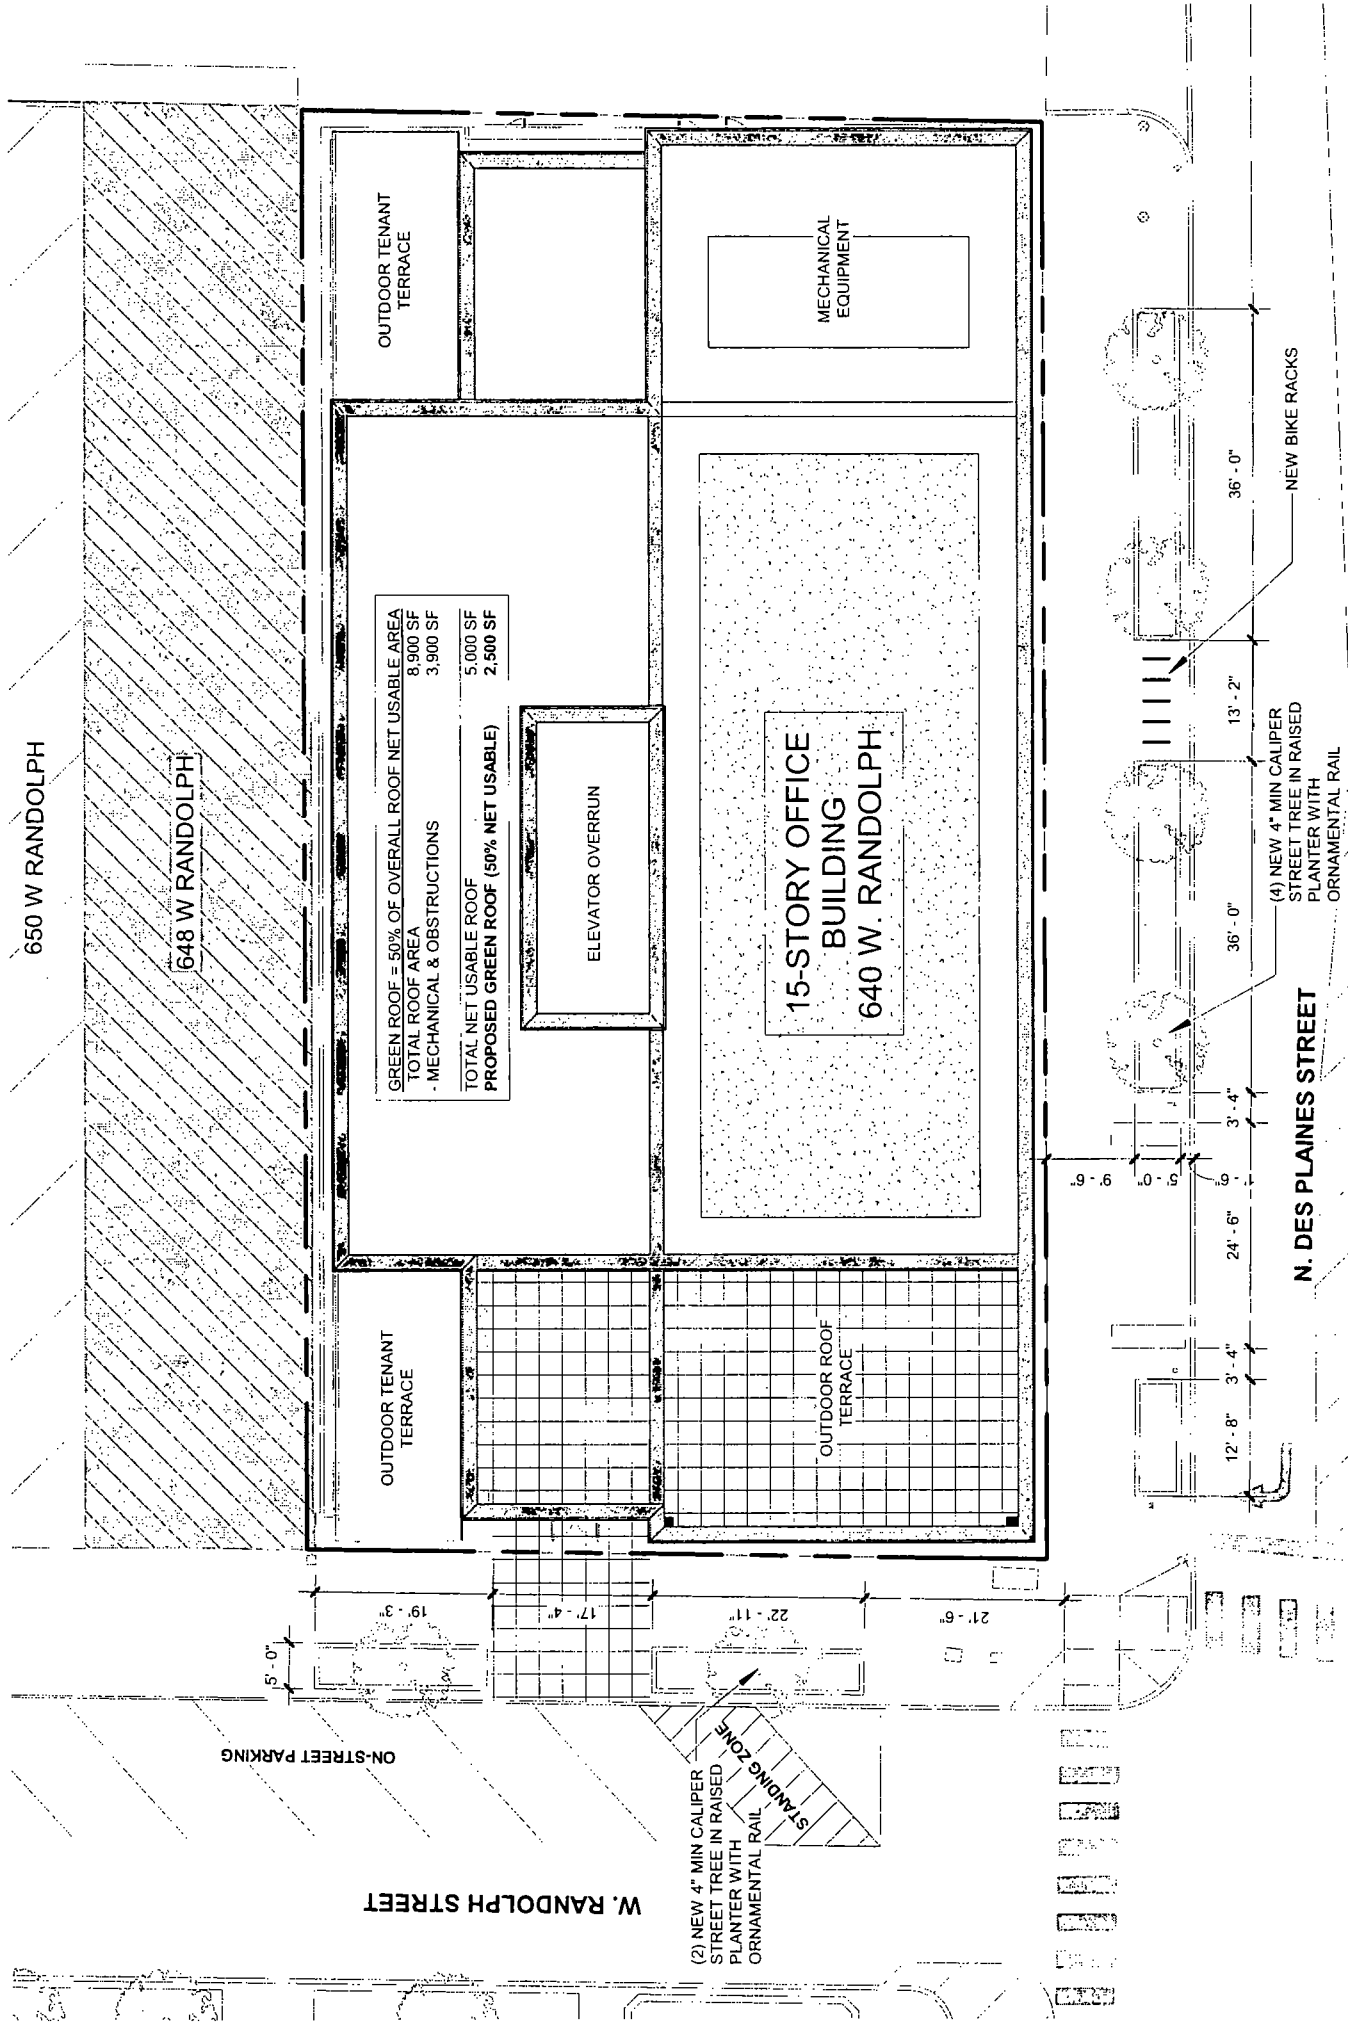 650 W RANDOLPH
648 W RANDOLPH
OUTDOOR TENANT
TERRACE
OUTDOOR TENANT
TERRACE
GREEN ROOF = 50% OF OVERALL ROOF NET USABLE AREA
TOTAL ROOF AREA 8,900 SF
- MECHANICAL & OBSTRUCTIONS 3,900 SF
TOTAL NET USABLE ROOF 5,000 SF
PROPOSED GREEN ROOF (50% NET USABLE) 2,500 SF
ELEVATOR OVERRUN
15-STORY OFFICE
BUILDING
640 W. RANDOLPH
MECHANICAL
EQUIPMENT
OUTDOOR ROOF
TERRACE
5' - 0"
19' - 3"
17' - 4"
22' - 11"
21' - 6"
ON-STREET PARKING
STANDING ZONE
W. RANDOLPH STREET
(2) NEW 4" MIN CALIPER
STREET TREE IN RAISED
PLANTER WITH
ORNAMENTAL RAIL
9' - 6"
5' - 0"
1' - 6"
12' - 8"
3' - 4"
24' - 6"
3' - 4"
36' - 0"
13' - 2"
36' - 0"
NEW BIKE RACKS
(4) NEW 4" MIN CALIPER
STREET TREE IN RAISED
PLANTER WITH
ORNAMENTAL RAIL
N. DES PLAINES STREET